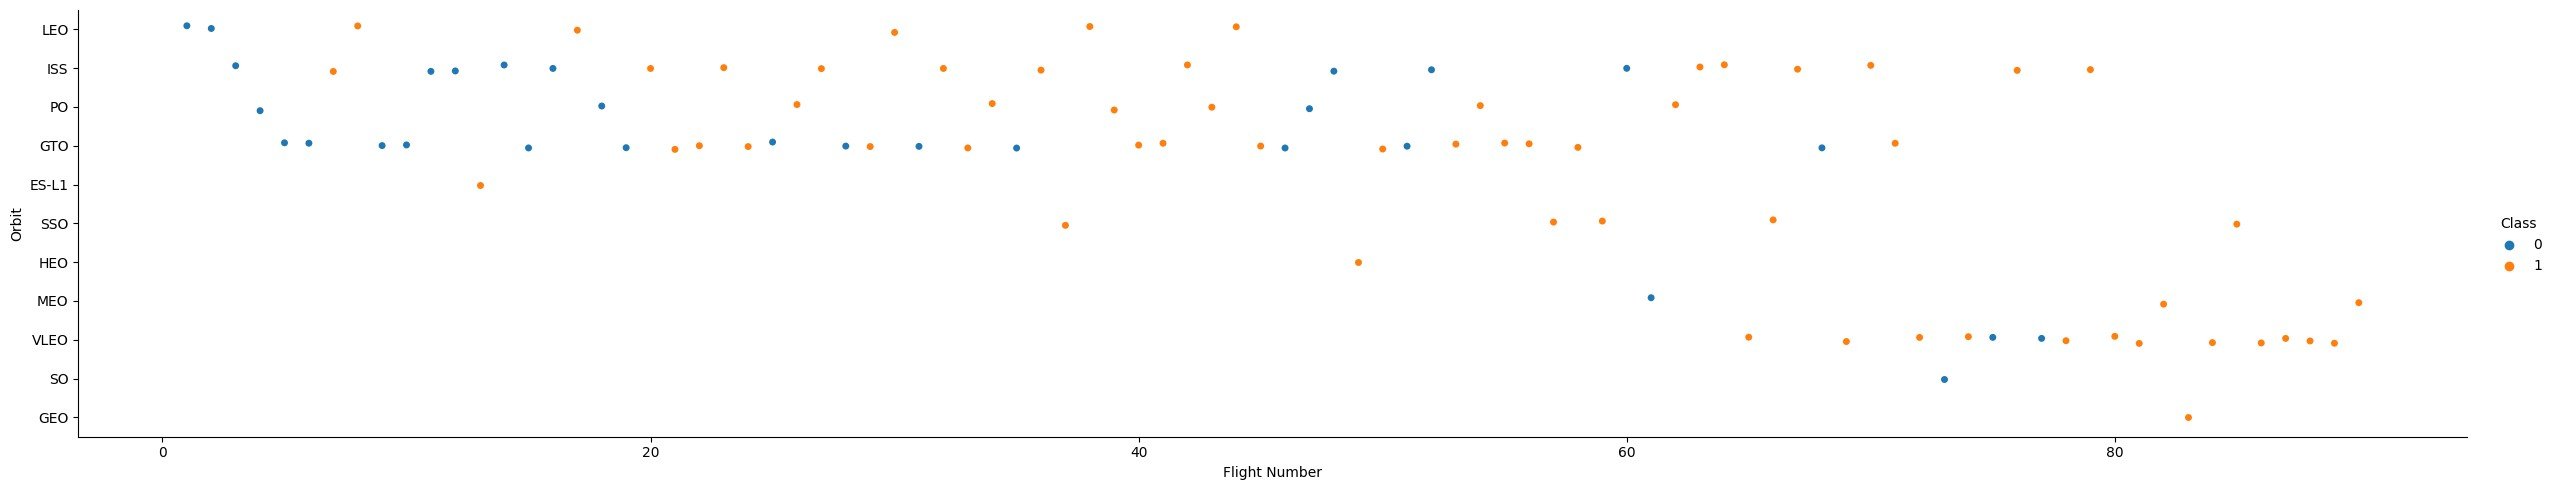 LEO
ISS
PO
GTO
ES-L1
SSO
HEO
MEO
VLEO
SO
GEO
Orbit
0 20 40 60 80
Flight Number
Class
0
1